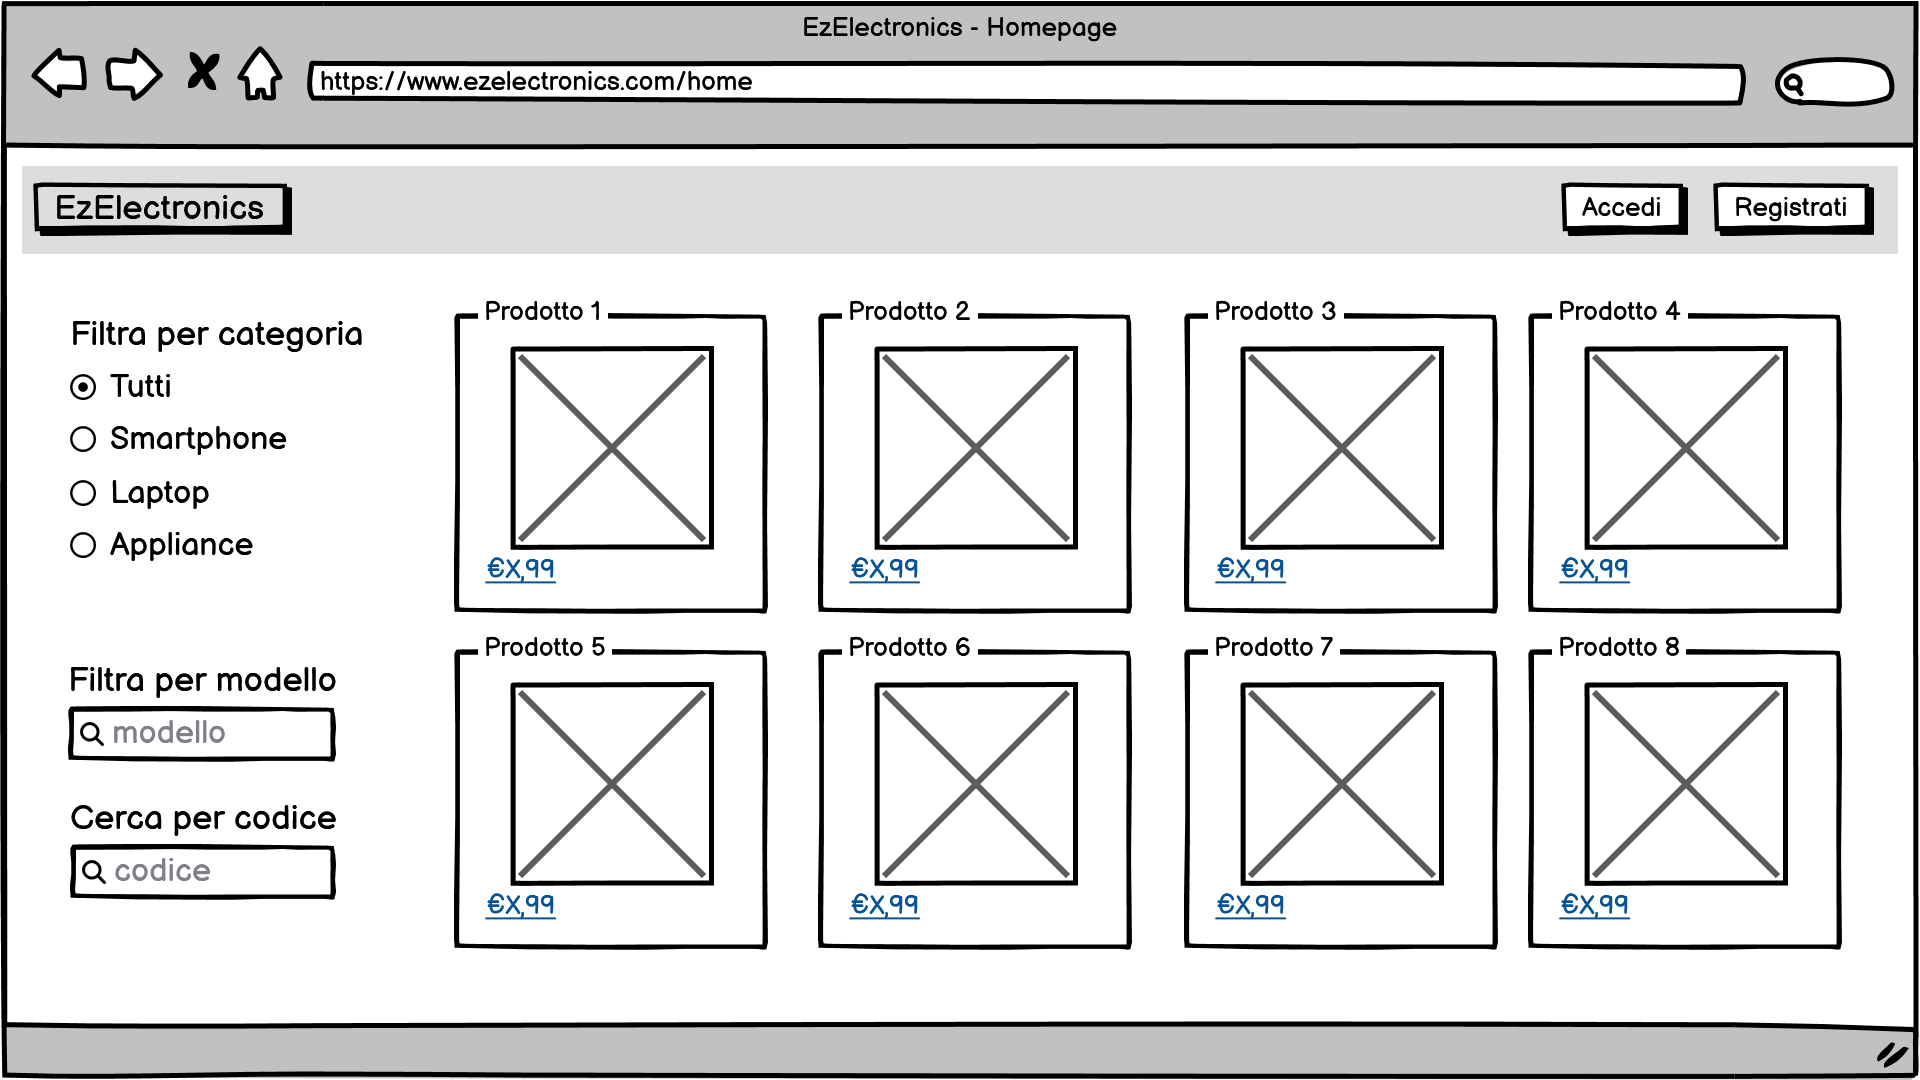 EzElectronics - Homepage
https://www.ezelectronics.com/home
EzElectronics
Accedi
Registrati
Filtra per categoria
Tutti
Smartphone
Laptop
Appliance
Filtra per modello
modello
Cerca per codice
codice
Prodotto 1
€X,99
Prodotto 2
€X,99
Prodotto 3
€X,99
Prodotto 4
€X,99
Prodotto 5
€X,99
Prodotto 6
€X,99
Prodotto 7
€X,99
Prodotto 8
€X,99